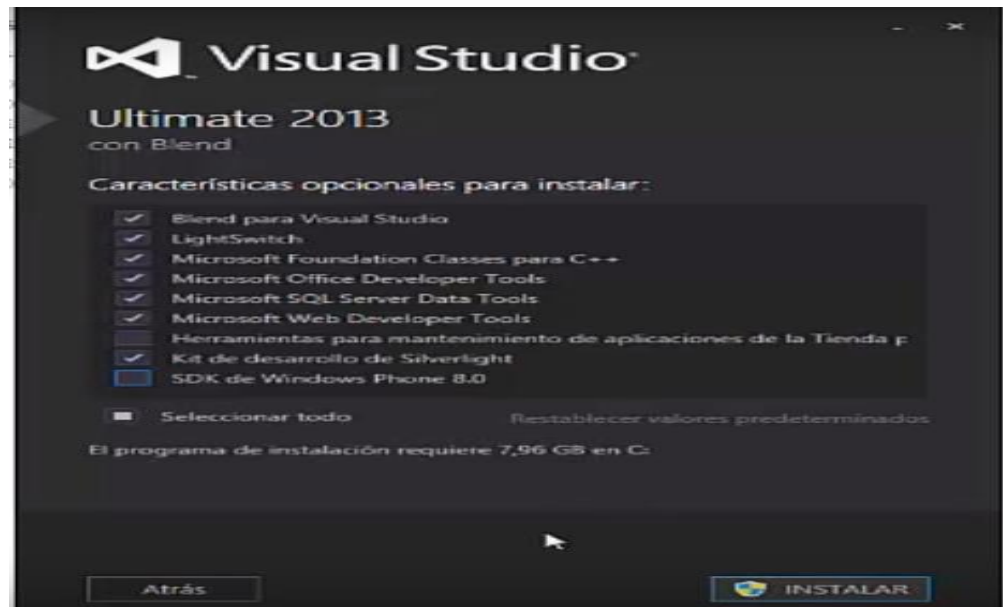 Visual Studio
Ultimate 2013
con Blend
Características opcionales para instalar:
Blend para Visual Studio
LightSwitch
Microsoft Foundation Classes para C++
Microsoft Office Developer Tools
Microsoft SQL Server Data Tools
Microsoft Web Developer Tools
Herramientas para mantenimiento de aplicaciones de la Tienda p
Kit de desarrollo de Silverlight
SDK de Windows Phone 8.0
Seleccionar todo
Restablecer valores predeterminados
El programa de instalación requiere 7,96 GB en C:
Atrás
INSTALAR